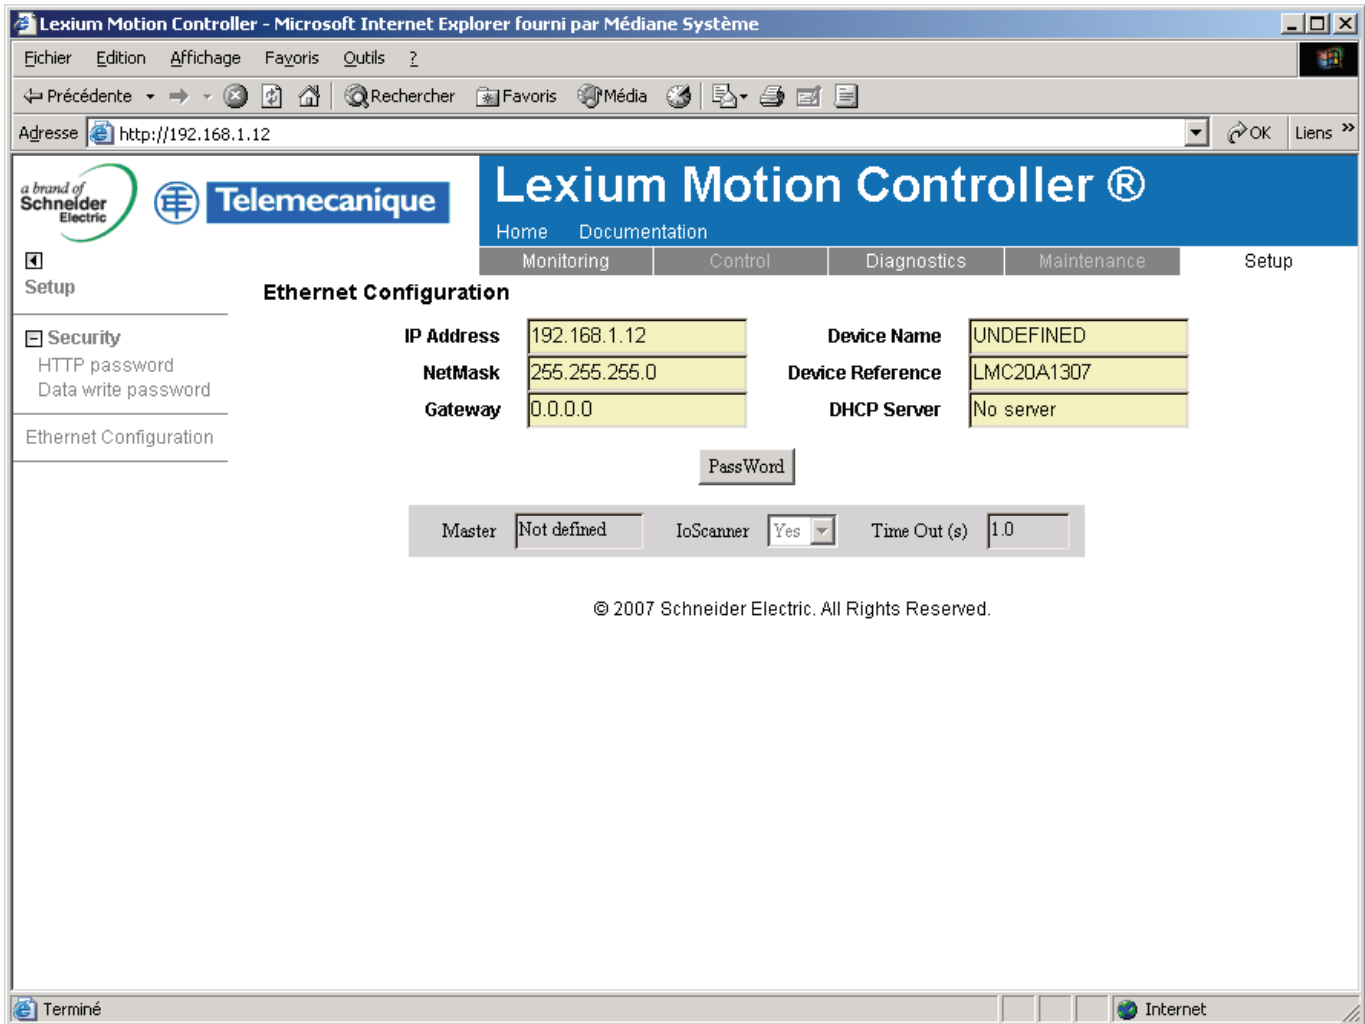 Lexium Motion Controller - Microsoft Internet Explorer fourni par Médiane Système
Fichier Edition Affichage Favoris Outils ?
Précédente Rechercher Favoris Média
Adresse http://192.168.1.12 OK Liens »
a brand of
Schneider
Electric
Telemecanique
Lexium Motion Controller ®
Home Documentation
Monitoring Control Diagnostics Maintenance Setup
Setup
Security
HTTP password
Data write password
Ethernet Configuration
Ethernet Configuration
IP Address 192.168.1.12 Device Name UNDEFINED
NetMask 255.255.255.0 Device Reference LMC20A1307
Gateway 0.0.0.0 DHCP Server No server
PassWord
Master Not defined IoScanner Yes Time Out (s) 1.0
© 2007 Schneider Electric. All Rights Reserved.
Terminé Internet